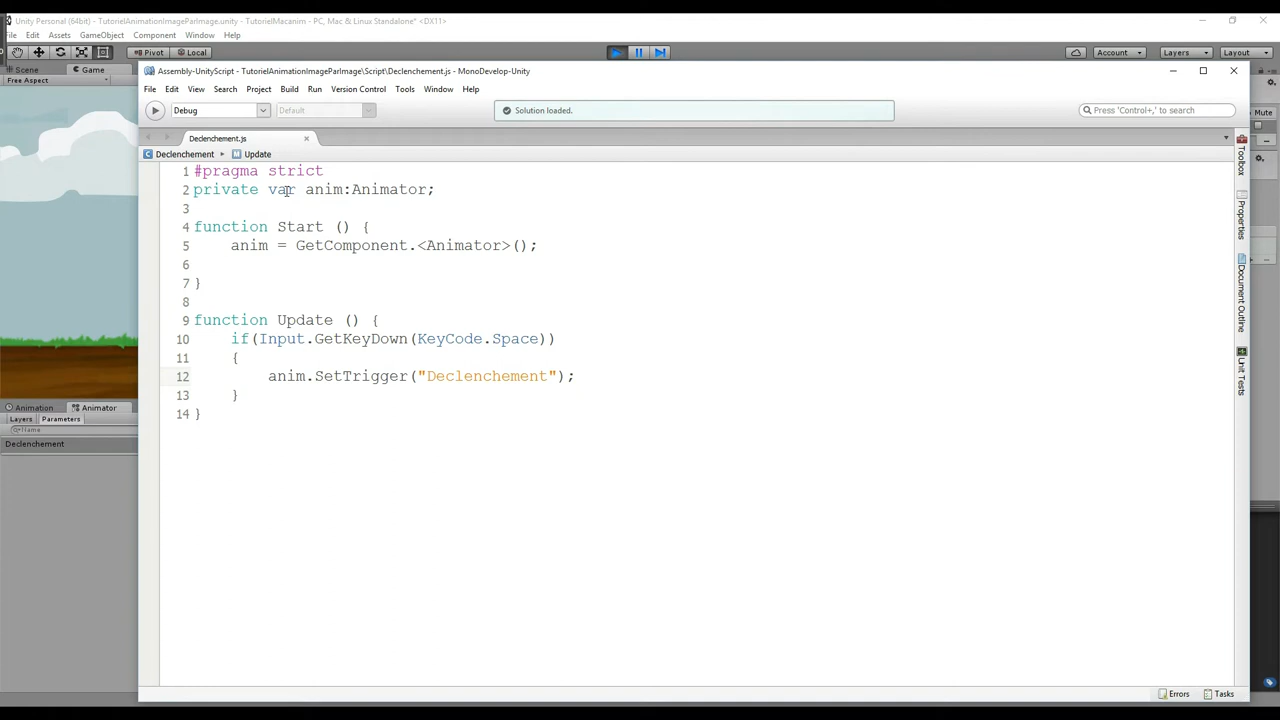 Unity Personal (64bit) - TutorielAnimationImageParImage.unity - TutorielMacanim - PC, Mac & Linux Standalone* <DX11>
File Edit Assets GameObject Component Window Help
Pivot Local Account Layers Layout
Scene Game
Free Aspect
Mute
Assembly-UnityScript - TutorielAnimationImageParImage\Script\Declenchement.js - MonoDevelop-Unity
File Edit View Search Project Build Run Version Control Tools Window Help
Debug Default Solution loaded. Press 'Control+,' to search
Declenchement.js
Declenchement Update
1 #pragma strict
2 private var anim:Animator;
3
4 function Start () {
5 anim = GetComponent.<Animator>();
6
7 }
8
9 function Update () {
10 if(Input.GetKeyDown(KeyCode.Space))
11 {
12 anim.SetTrigger("Declenchement");
13 }
14 }
Toolbox
Properties
Document Outline
Unit Tests
Animation Animator
Layers Parameters
Name
Declenchement
Errors Tasks